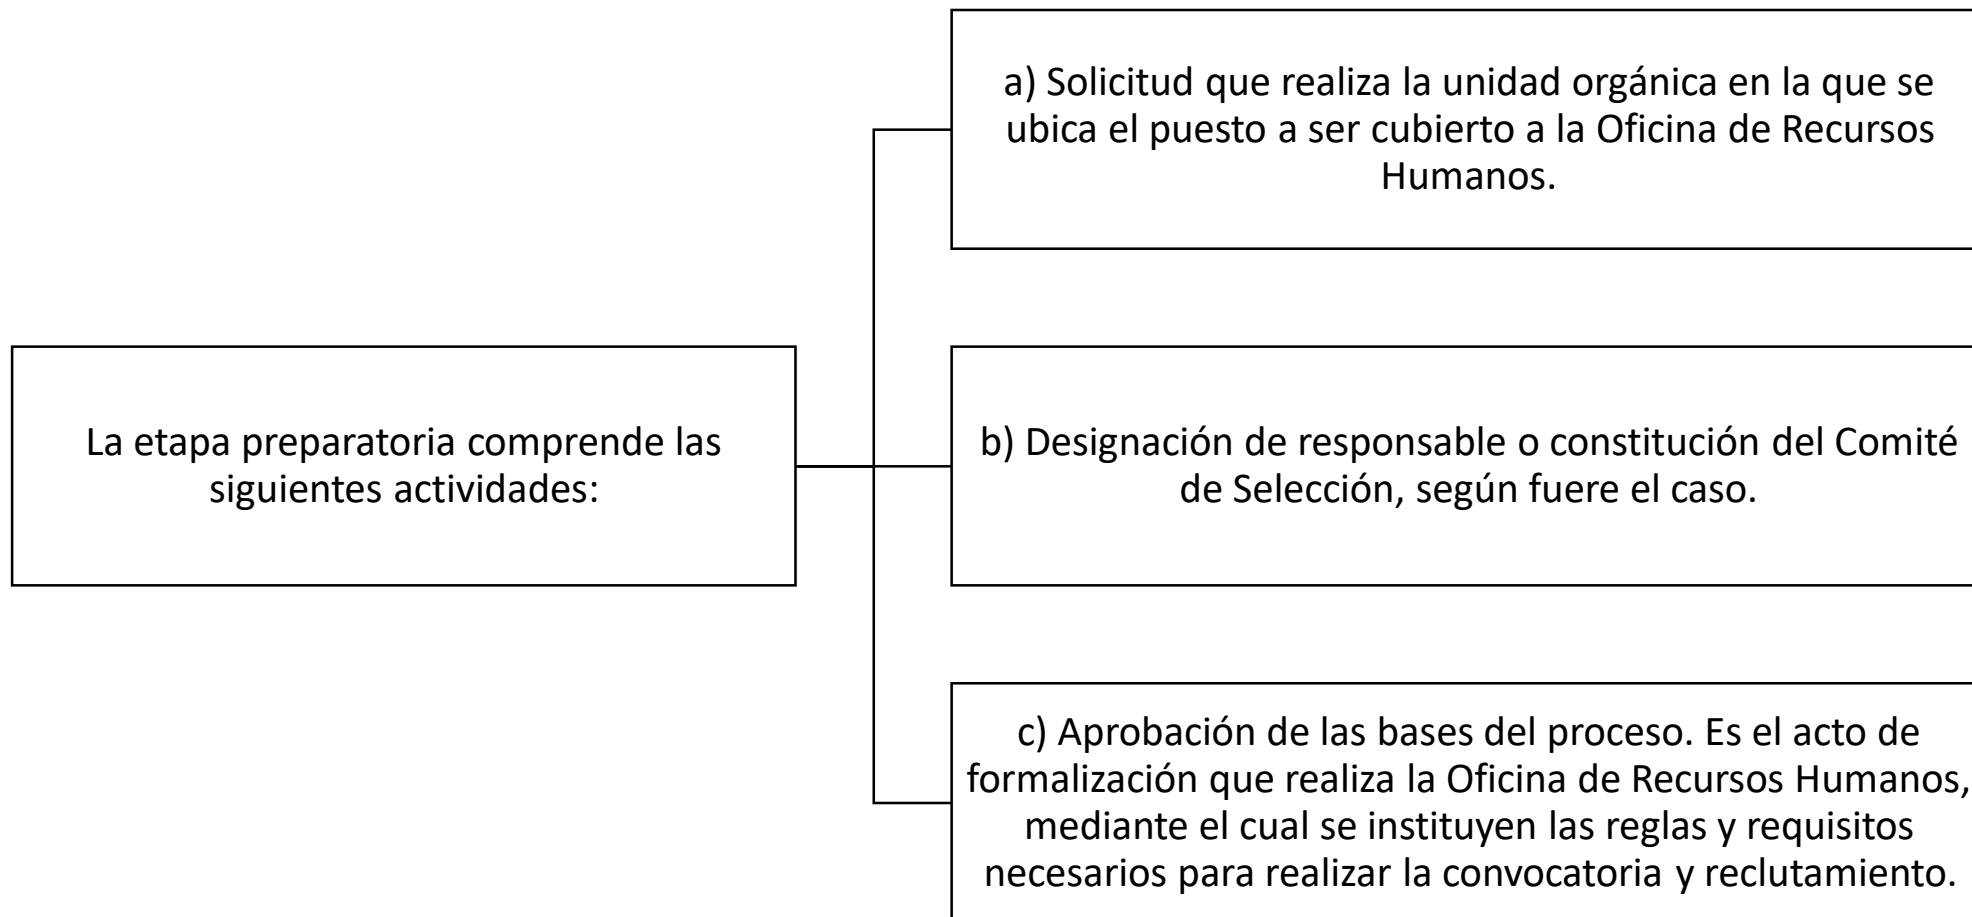 La etapa preparatoria comprende las
siguientes actividades:
a) Solicitud que realiza la unidad orgánica en la que se
ubica el puesto a ser cubierto a la Oficina de Recursos
Humanos.
b) Designación de responsable o constitución del Comité
de Selección, según fuere el caso.
c) Aprobación de las bases del proceso. Es el acto de
formalización que realiza la Oficina de Recursos Humanos,
mediante el cual se instituyen las reglas y requisitos
necesarios para realizar la convocatoria y reclutamiento.